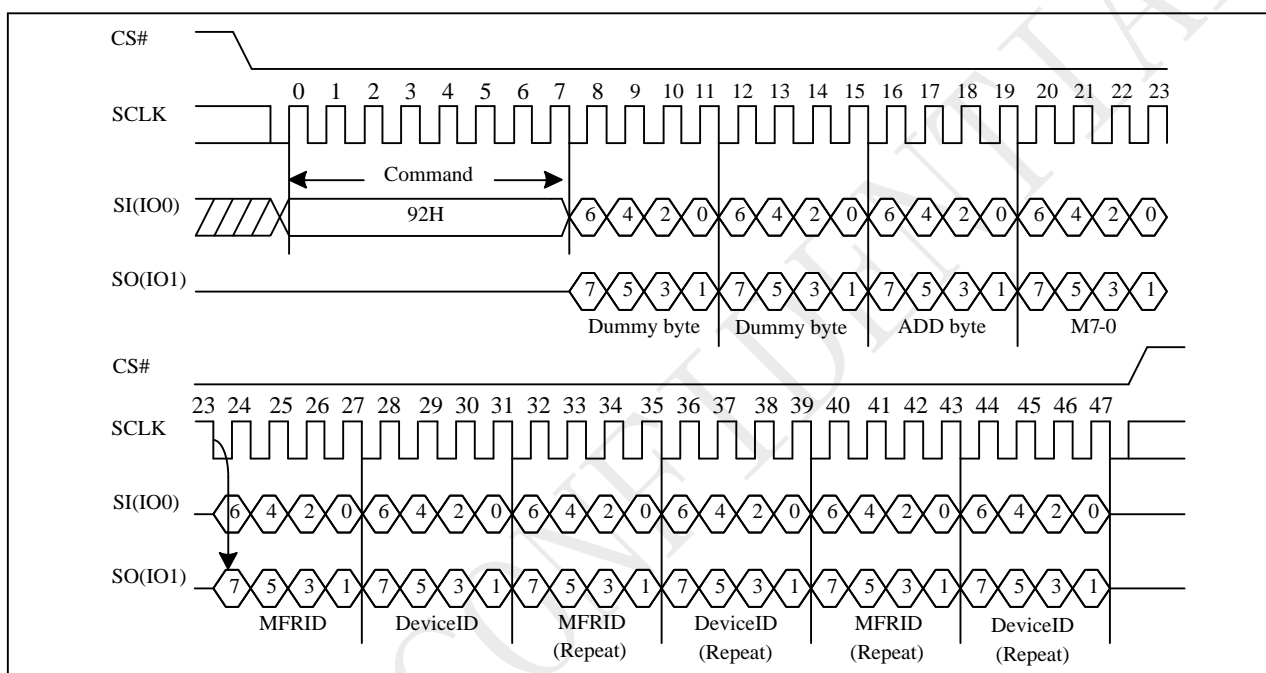 CS#
0 1 2 3 4 5 6 7 8 9 10 11 12 13 14 15 16 17 18 19 20 21 22 23
SCLK
Command
SI(IO0)
92H
6 4 2 0 6 4 2 0 6 4 2 0 6 4 2 0
SO(IO1)
7 5 3 1 7 5 3 1 7 5 3 1 7 5 3 1
Dummy byte Dummy byte ADD byte M7-0
CS#
23 24 25 26 27 28 29 30 31 32 33 34 35 36 37 38 39 40 41 42 43 44 45 46 47
SCLK
SI(IO0)
6 4 2 0 6 4 2 0 6 4 2 0 6 4 2 0 6 4 2 0 6 4 2 0
SO(IO1)
7 5 3 1 7 5 3 1 7 5 3 1 7 5 3 1 7 5 3 1 7 5 3 1
MFRID DeviceID MFRID DeviceID MFRID DeviceID
(Repeat) (Repeat) (Repeat) (Repeat)
CONFIDENTIA